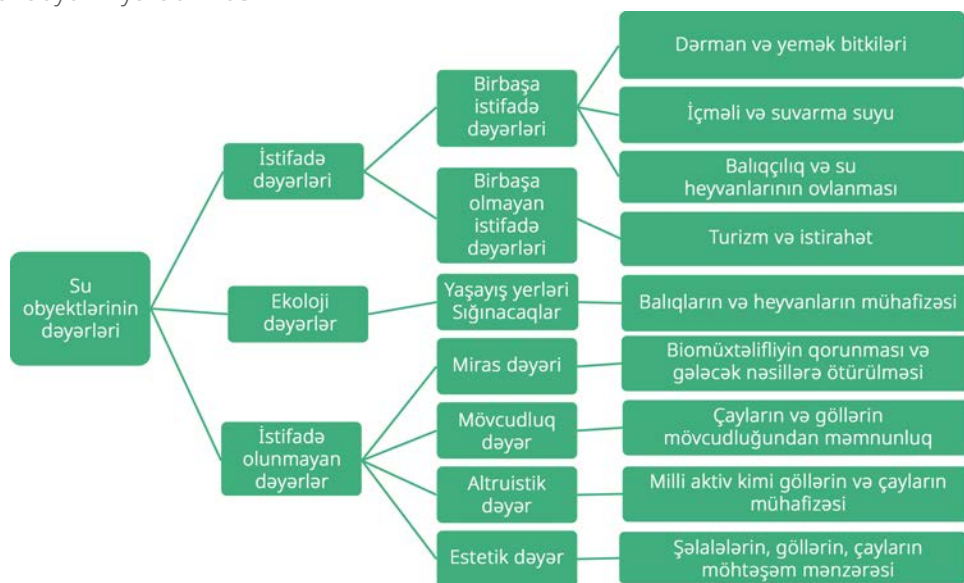 Dərman və yemək bitkiləri
Birbaşa
istifadə
dəyərləri
İçməli və suvarma suyu
İstifadə
dəyərləri
Balıqçılıq və su
heyvanlarının ovlanması
Birbaşa
olmayan
istifadə
dəyərləri
Turizm və istirahət
Su
obyektlərinin
dəyərləri
Ekoloji
dəyərlər
Yaşayış yerləri
Sığınacaqlar
Balıqların və heyvanların mühafizəsi
Miras dəyəri
Biomüxtəlifliyin qorunması və
gələcək nəsillərə ötürülməsi
İstifadə
olunmayan
dəyərlər
Mövcudluq
dəyər
Çayların və göllərin
mövcudluğundan məmnunluq
Altruistik
dəyər
Milli aktiv kimi göllərin və çayların
mühafizəsi
Estetik dəyər
Şəlalələrin, göllərin, çayların
möhtəşəm mənzərəsi